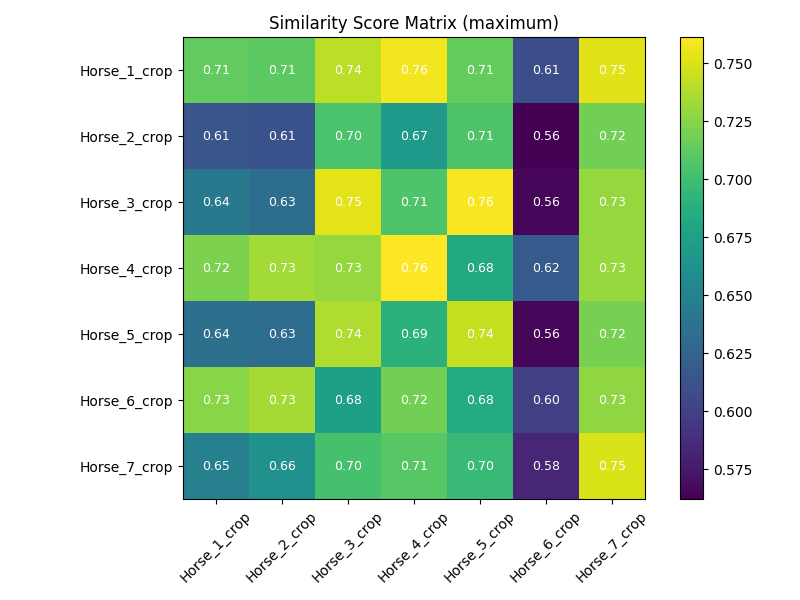 Similarity Score Matrix (maximum)
Horse_1_crop 0.71 0.71 0.74 0.76 0.71 0.61 0.75
Horse_2_crop 0.61 0.61 0.70 0.67 0.71 0.56 0.72
Horse_3_crop 0.64 0.63 0.75 0.71 0.76 0.56 0.73
Horse_4_crop 0.72 0.73 0.73 0.76 0.68 0.62 0.73
Horse_5_crop 0.64 0.63 0.74 0.69 0.74 0.56 0.72
Horse_6_crop 0.73 0.73 0.68 0.72 0.68 0.60 0.73
Horse_7_crop 0.65 0.66 0.70 0.71 0.70 0.58 0.75
Horse_1_crop Horse_2_crop Horse_3_crop Horse_4_crop Horse_5_crop Horse_6_crop Horse_7_crop
0.750
0.725
0.700
0.675
0.650
0.625
0.600
0.575